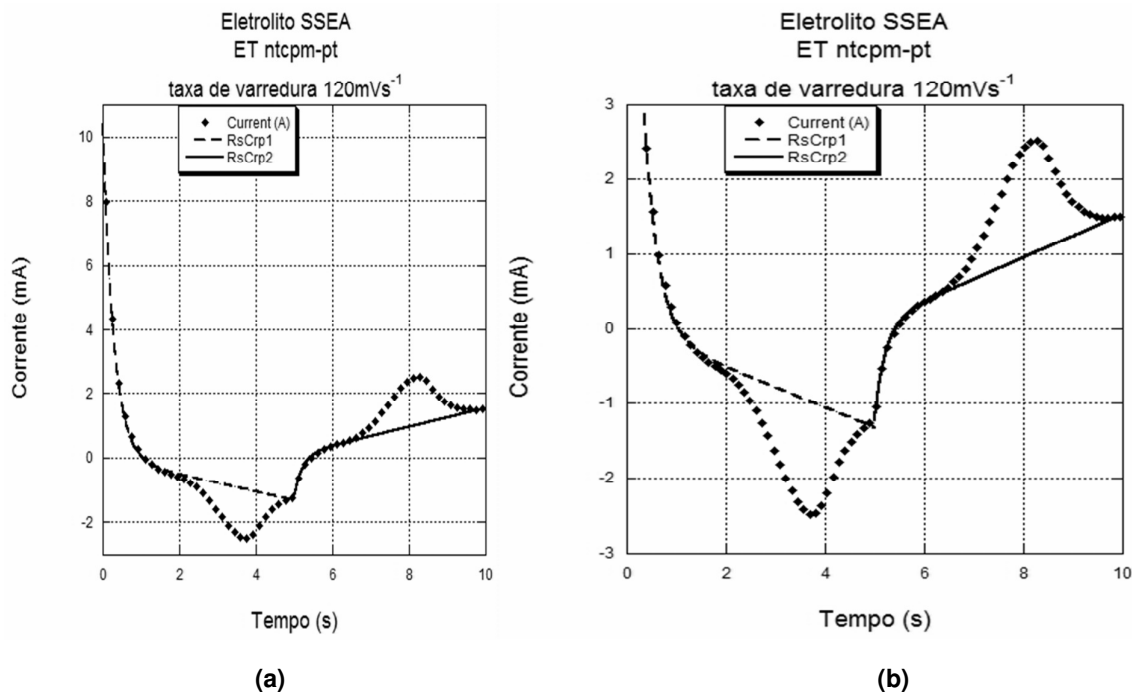 Eletrolito SSEA
ET ntcpm-pt
taxa de varredura 120mVs⁻¹
Current (A)
RsCrp1
RsCrp2
10
8
6
4
2
0
-2
Corrente (mA)
0
2
4
6
8
10
Tempo (s)
(a)
Eletrolito SSEA
ET ntcpm-pt
taxa de varredura 120mVs⁻¹
Current (A)
RsCrp1
RsCrp2
3
2
1
0
-1
-2
-3
Corrente (mA)
0
2
4
6
8
10
Tempo (s)
(b)